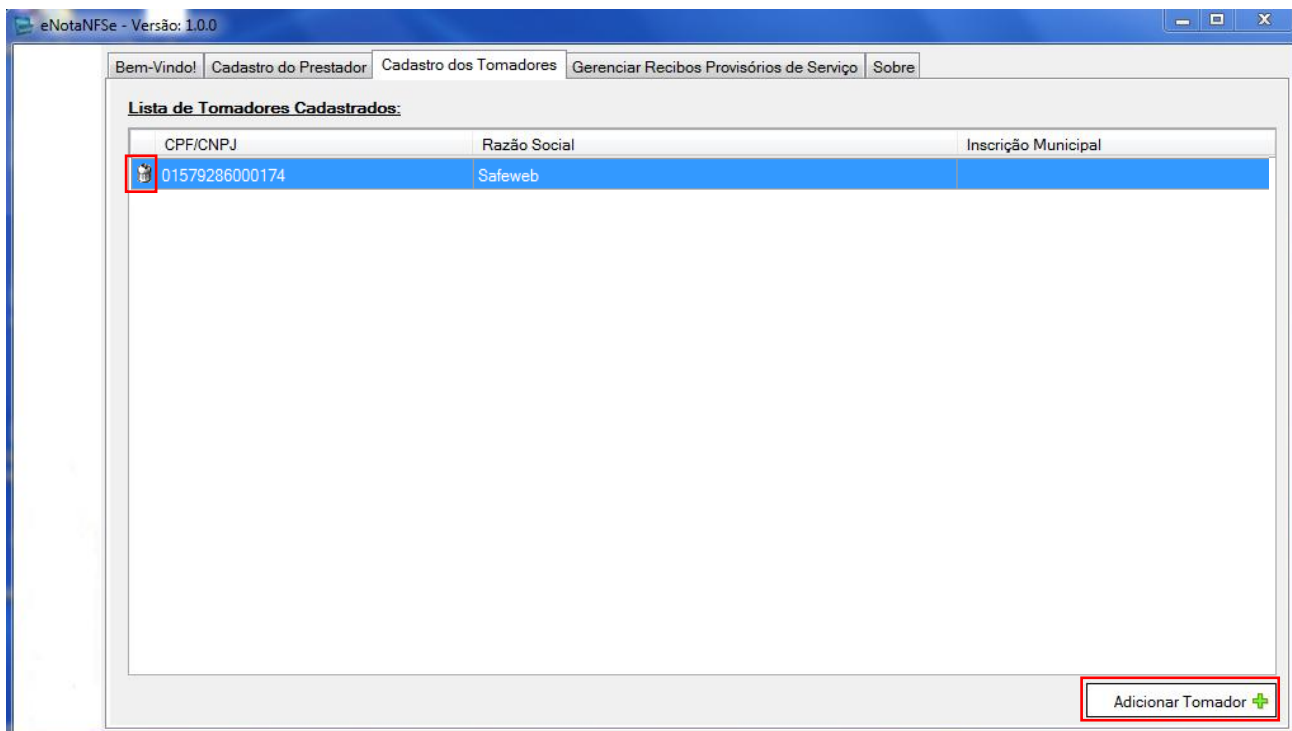 eNotaNFSe - Versão: 1.0.0
Bem-Vindo! Cadastro do Prestador Cadastro dos Tomadores Gerenciar Recibos Provisórios de Serviço Sobre
Lista de Tomadores Cadastrados:
CPF/CNPJ Razão Social Inscrição Municipal
01579286000174 Safeweb
Adicionar Tomador